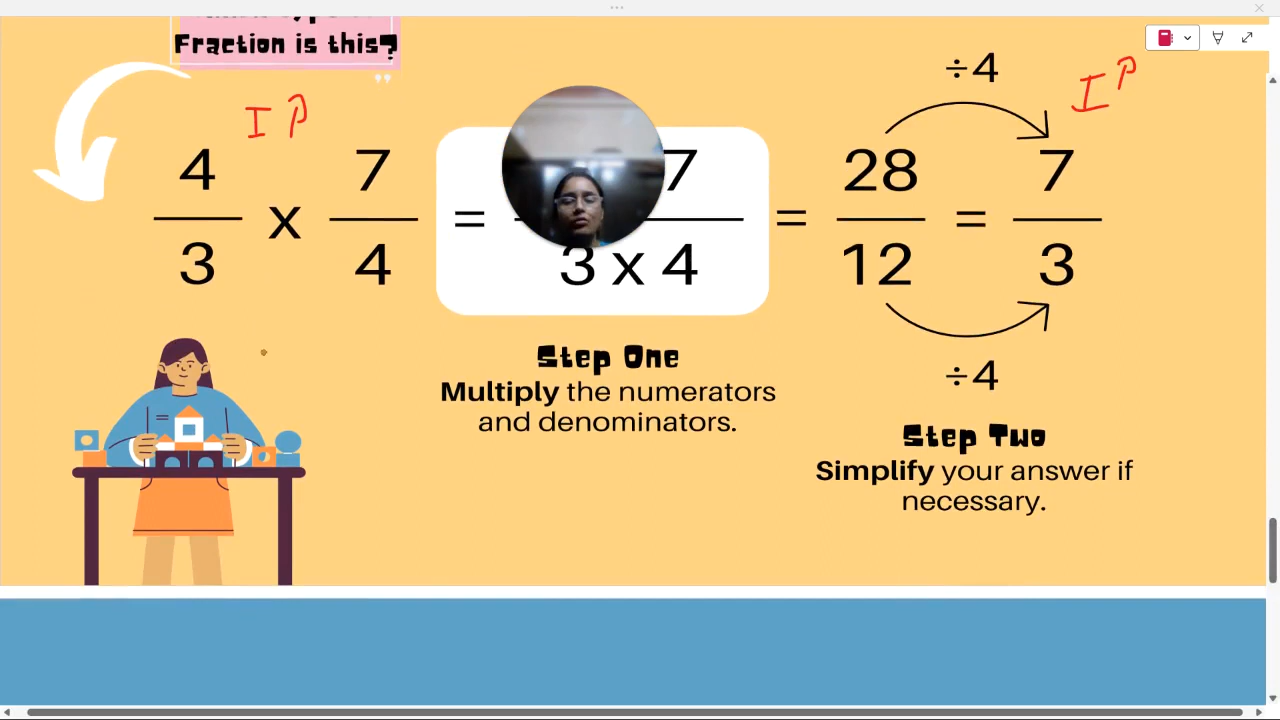 Fraction is this?
I P
I P
÷4
4 7 7 28 7
x = = =
3 4 3 x 4 12 3
÷4
Step One
Multiply the numerators
and denominators.
Step Two
Simplify your answer if
necessary.